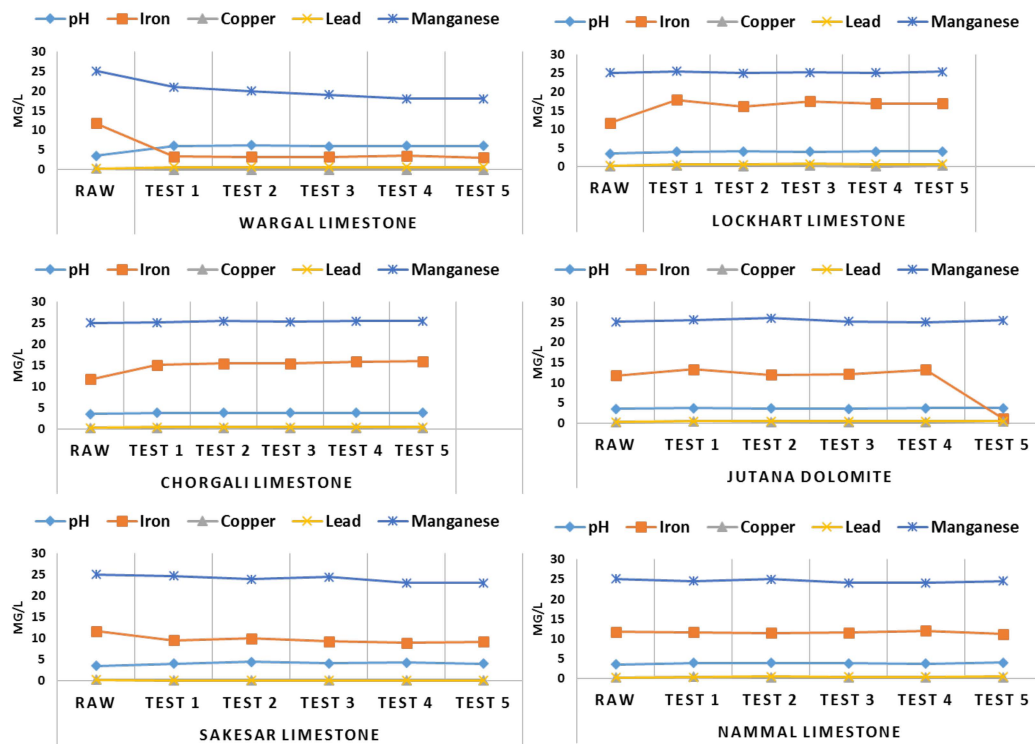 pH Iron Copper Lead Manganese
30
25
20
15
10
5
0
MG/L
RAW TEST 1 TEST 2 TEST 3 TEST 4 TEST 5
WARGAL LIMESTONE
pH Iron Copper Lead Manganese
30
25
20
15
10
5
0
MG/L
RAW TEST 1 TEST 2 TEST 3 TEST 4 TEST 5
LOCKHART LIMESTONE
pH Iron Copper Lead Manganese
30
25
20
15
10
5
0
MG/L
RAW TEST 1 TEST 2 TEST 3 TEST 4 TEST 5
CHORGALI LIMESTONE
pH Iron Copper Lead Manganese
30
25
20
15
10
5
0
MG/L
RAW TEST 1 TEST 2 TEST 3 TEST 4 TEST 5
JUTANA DOLOMITE
pH Iron Copper Lead Manganese
30
25
20
15
10
5
0
MG/L
RAW TEST 1 TEST 2 TEST 3 TEST 4 TEST 5
SAKESAR LIMESTONE
pH Iron Copper Lead Manganese
30
25
20
15
10
5
0
MG/L
RAW TEST 1 TEST 2 TEST 3 TEST 4 TEST 5
NAMMAL LIMESTONE